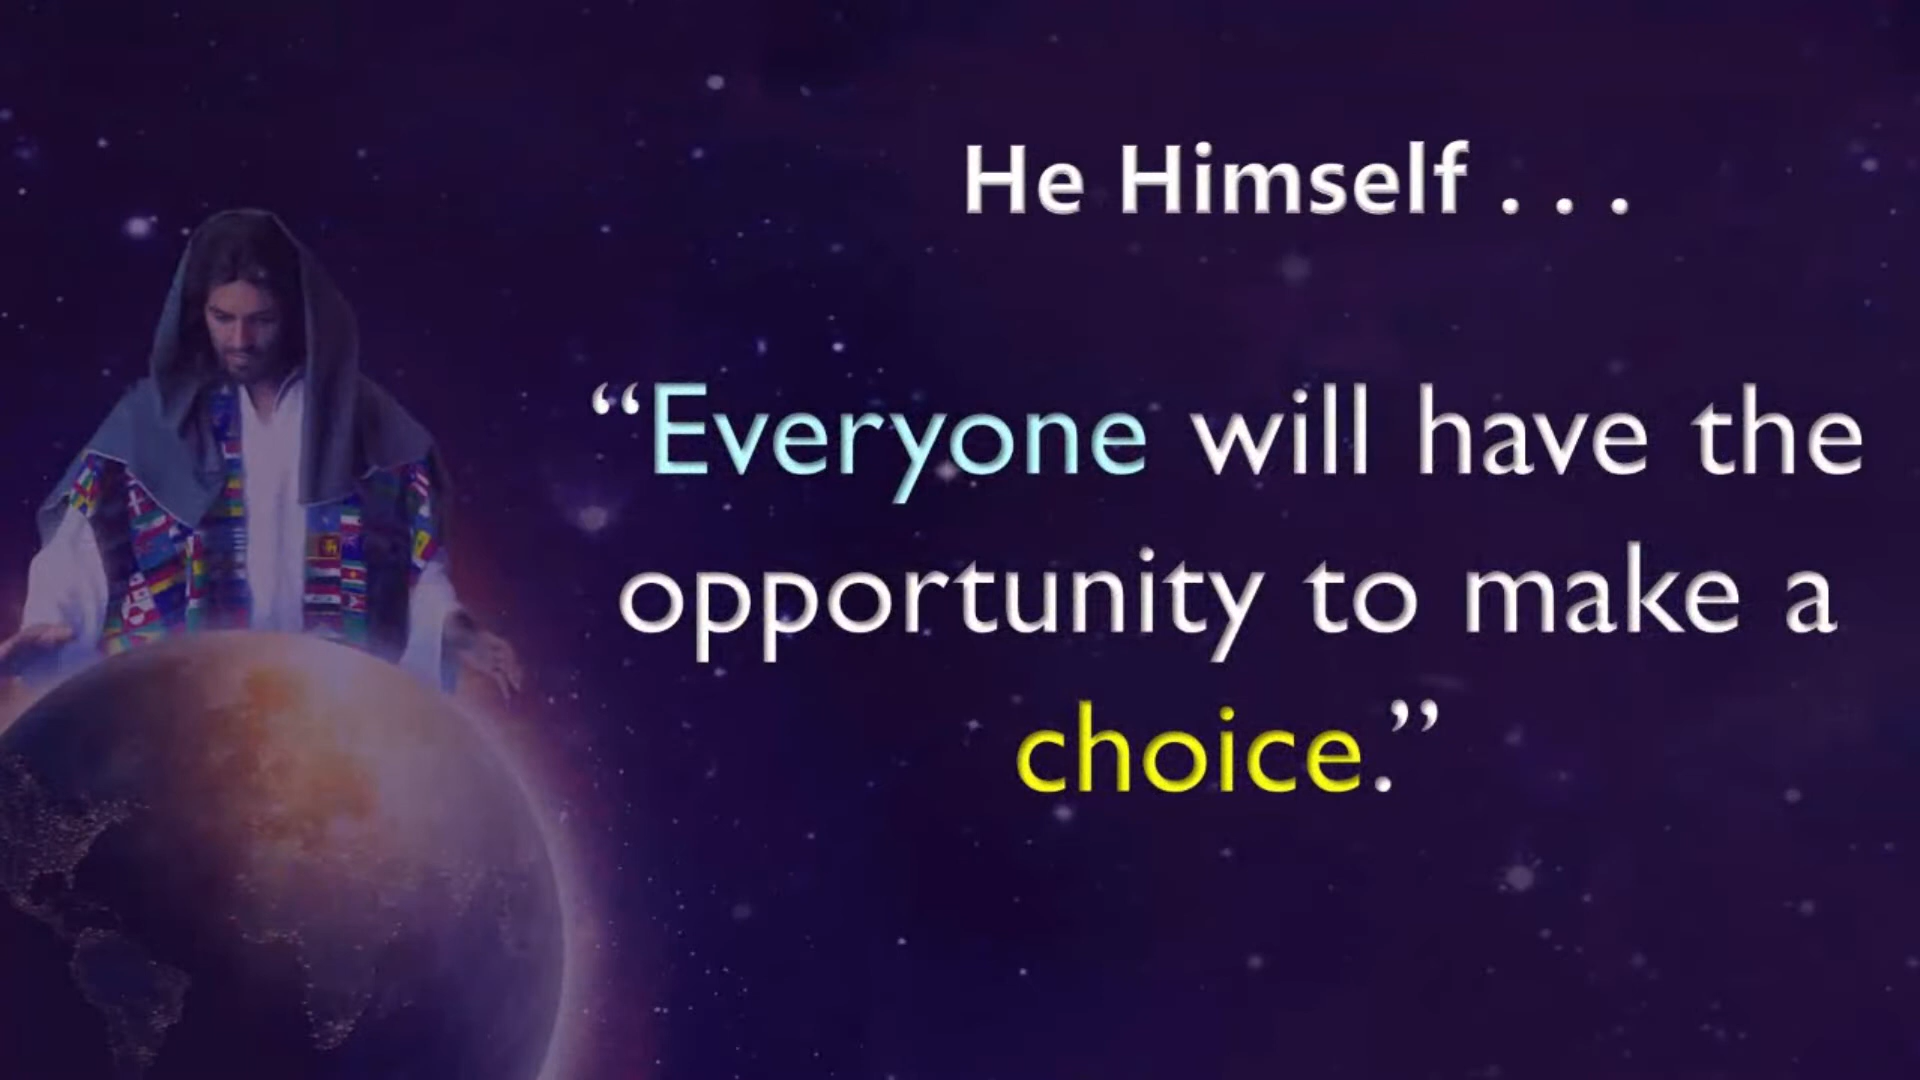 He Himself . . .
“Everyone will have the
opportunity to make a
choice.”